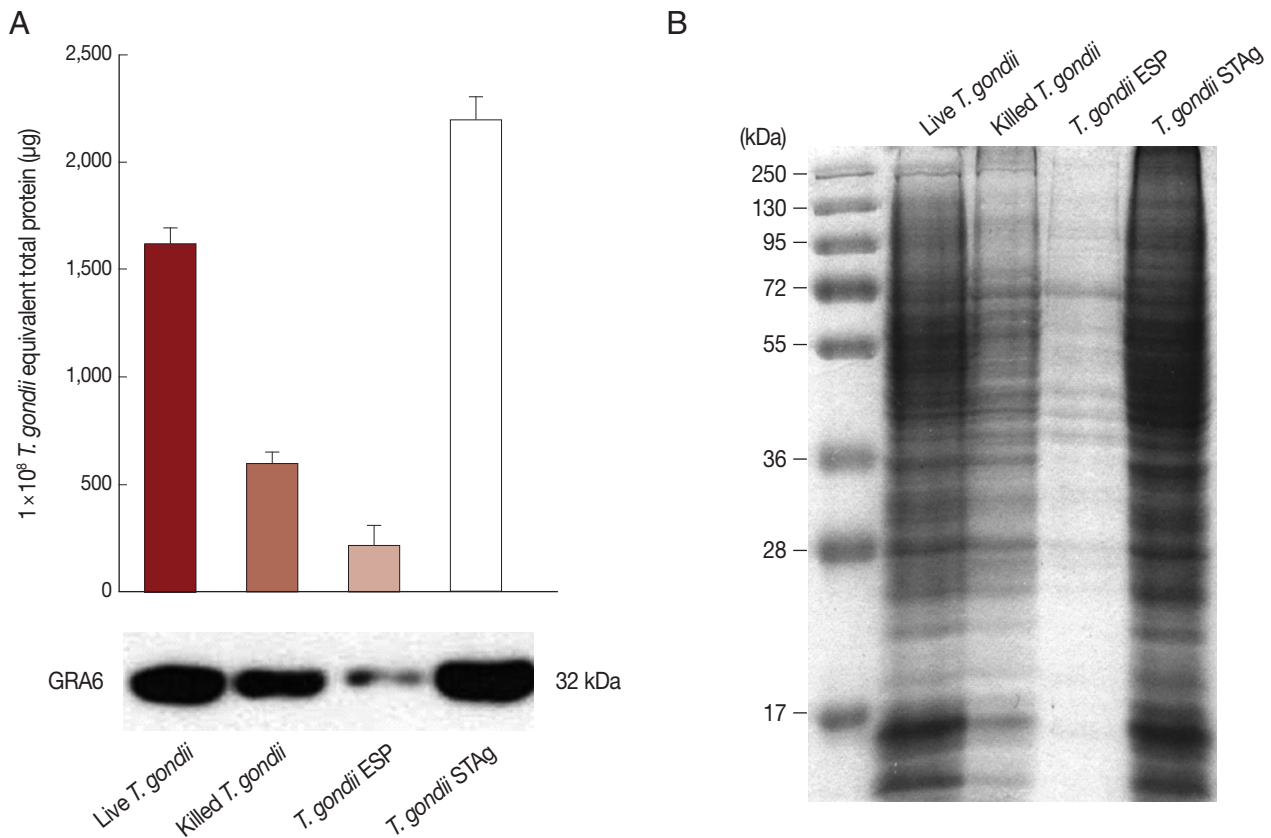 A
1×10⁸ T. gondii equivalent total protein (µg)
2,500
2,000
1,500
1,000
500
0
GRA6
32 kDa
Live T. gondii
Killed T. gondii
T. gondii ESP
T. gondii STAg
B
(kDa)
Live T. gondii
Killed T. gondii
T. gondii ESP
T. gondii STAg
250
130
95
72
55
36
28
17